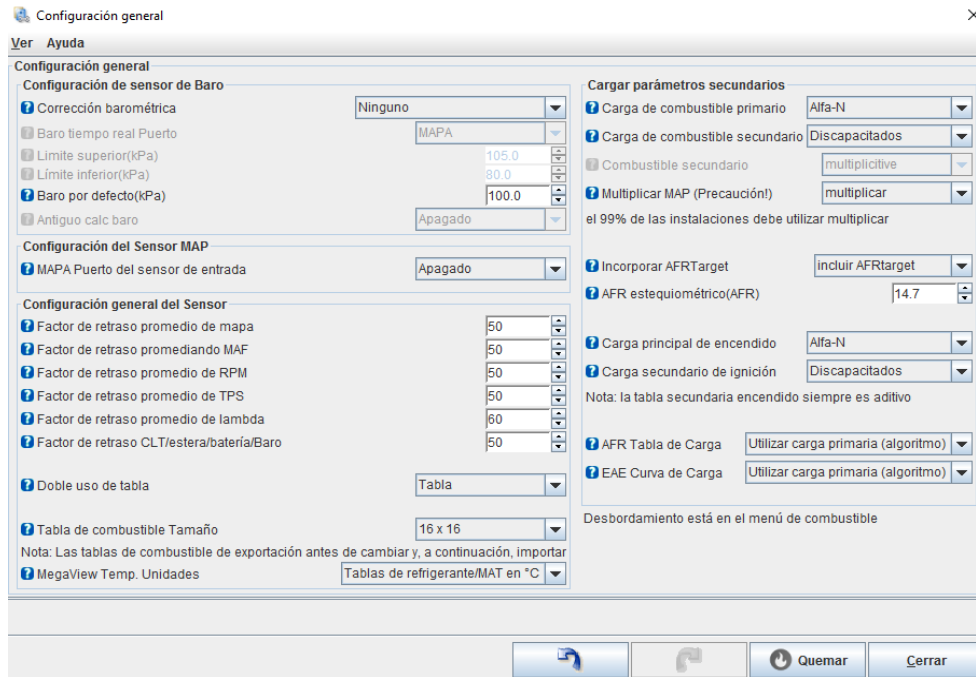 Configuración general
Ver Ayuda
Configuración general
Configuración de sensor de Baro
Corrección barométrica Ninguno
Baro tiempo real Puerto MAPA
Limite superior(kPa) 105.0
Límite inferior(kPa) 80.0
Baro por defecto(kPa) 100.0
Antiguo calc baro Apagado
Configuración del Sensor MAP
MAPA Puerto del sensor de entrada Apagado
Configuración general del Sensor
Factor de retraso promedio de mapa 50
Factor de retraso promediando MAF 50
Factor de retraso promedio de RPM 50
Factor de retraso promedio de TPS 50
Factor de retraso promedio de lambda 60
Factor de retraso CLT/estera/batería/Baro 50
Doble uso de tabla Tabla
Tabla de combustible Tamaño 16 x 16
Nota: Las tablas de combustible de exportación antes de cambiar y, a continuación, importar
MegaView Temp. Unidades Tablas de refrigerante/MAT en °C
Cargar parámetros secundarios
Carga de combustible primario Alfa-N
Carga de combustible secundario Discapacitados
Combustible secundario multiplicitive
Multiplicar MAP (Precaución!) multiplicar
el 99% de las instalaciones debe utilizar multiplicar
Incorporar AFRTarget incluir AFRtarget
AFR estequiométrico(AFR) 14.7
Carga principal de encendido Alfa-N
Carga secundario de ignición Discapacitados
Nota: la tabla secundaria encendido siempre es aditivo
AFR Tabla de Carga Utilizar carga primaria (algoritmo)
EAE Curva de Carga Utilizar carga primaria (algoritmo)
Desbordamiento está en el menú de combustible
Quemar Cerrar